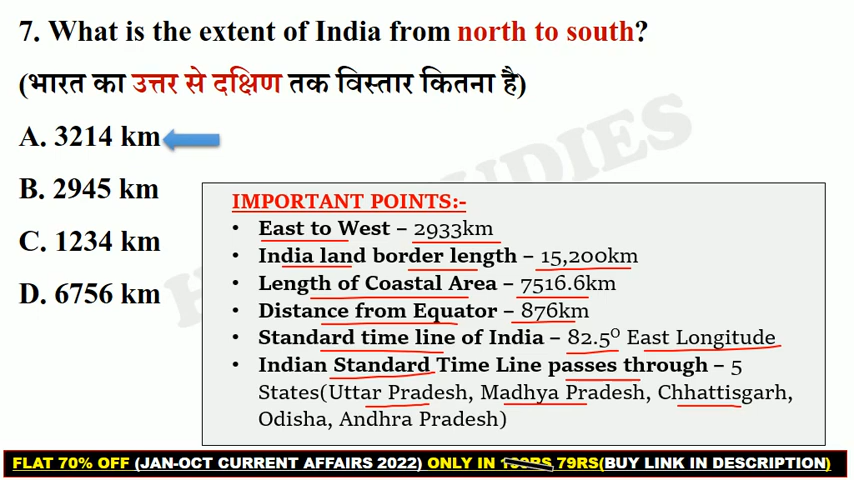 7. What is the extent of India from north to south?
(भारत का उत्तर से दक्षिण तक विस्तार कितना है)
A. 3214 km
B. 2945 km
C. 1234 km
D. 6756 km
IMPORTANT POINTS:-
• East to West – 2933km
• India land border length – 15,200km
• Length of Coastal Area – 7516.6km
• Distance from Equator – 876km
• Standard time line of India – 82.5⁰ East Longitude
• Indian Standard Time Line passes through – 5
States(Uttar Pradesh, Madhya Pradesh, Chhattisgarh,
Odisha, Andhra Pradesh)
FLAT 70% OFF (JAN-OCT CURRENT AFFAIRS 2022) ONLY IN 79RS(BUY LINK IN DESCRIPTION)